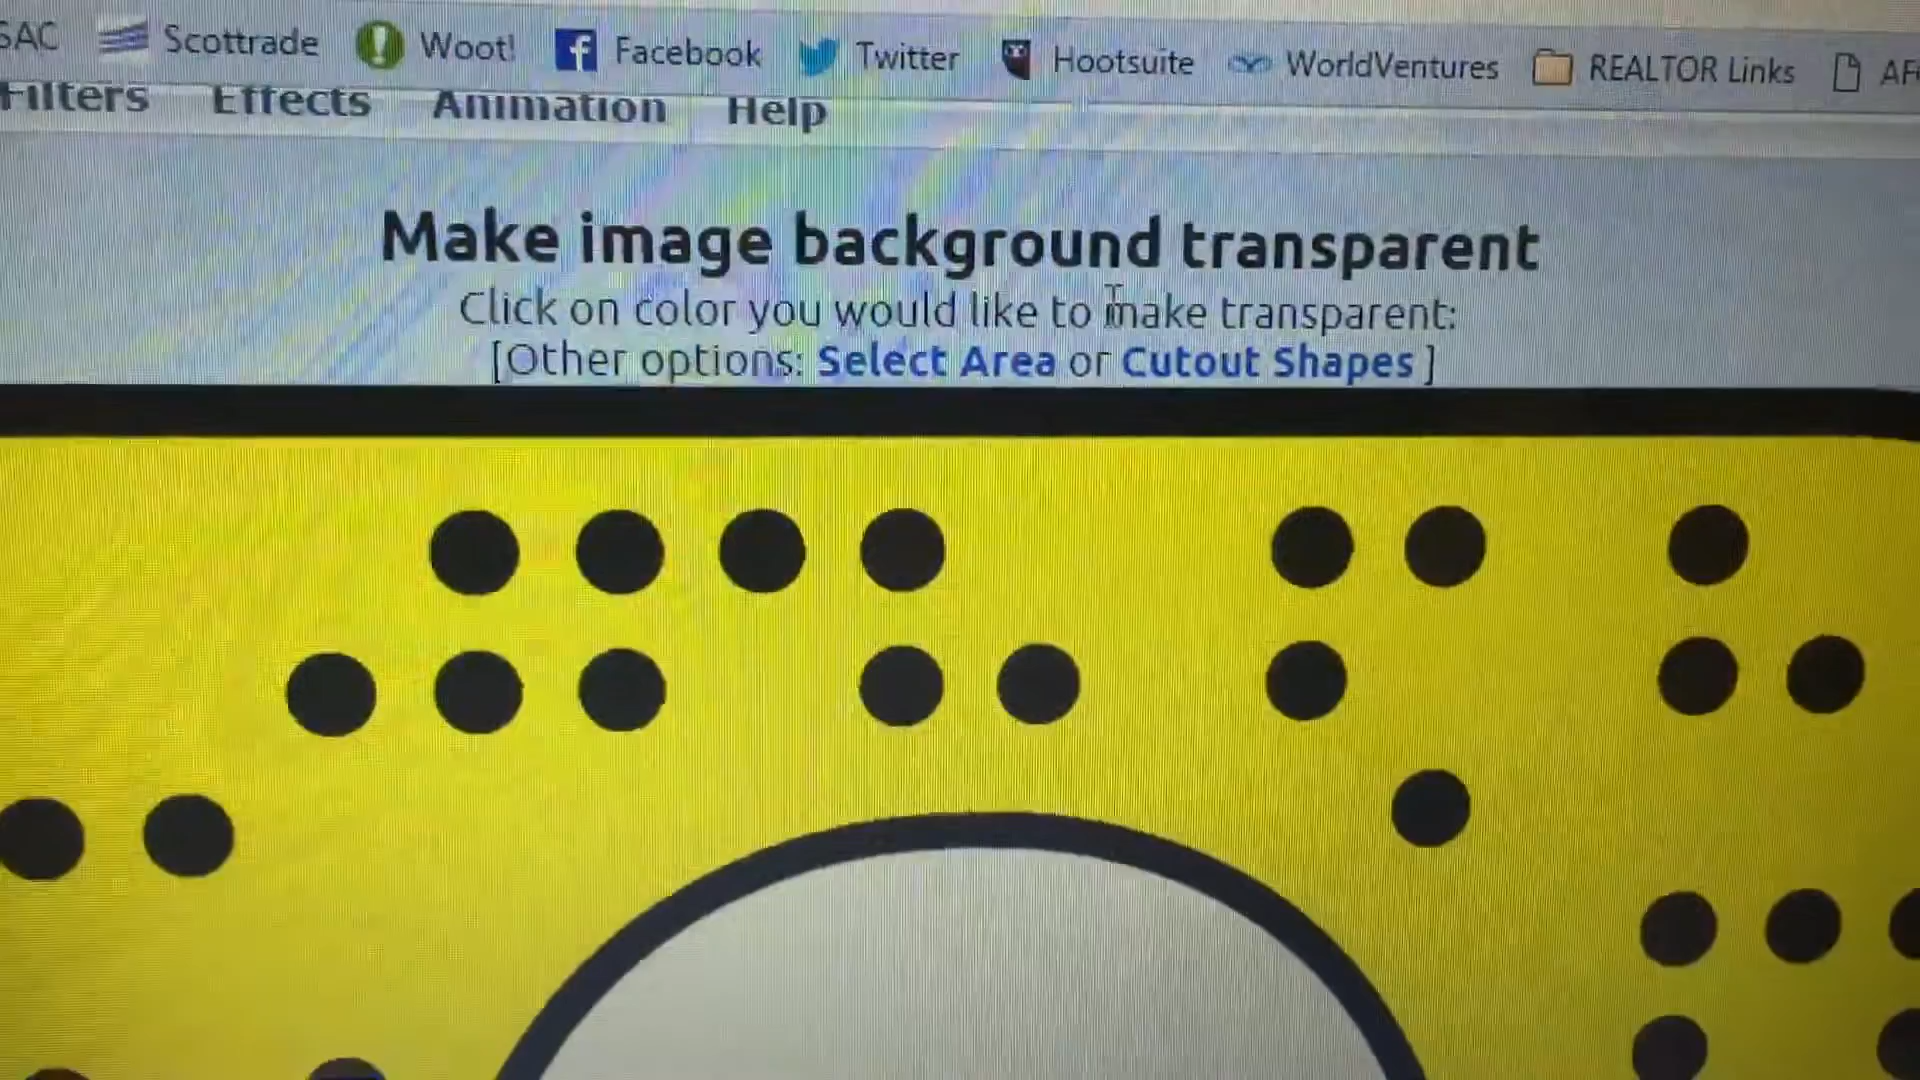 SAC Scottrade Woot! Facebook Twitter Hootsuite WorldVentures REALTOR Links
Filters Effects Animation Help
Make image background transparent
Click on color you would like to make transparent:
[Other options: Select Area or Cutout Shapes ]